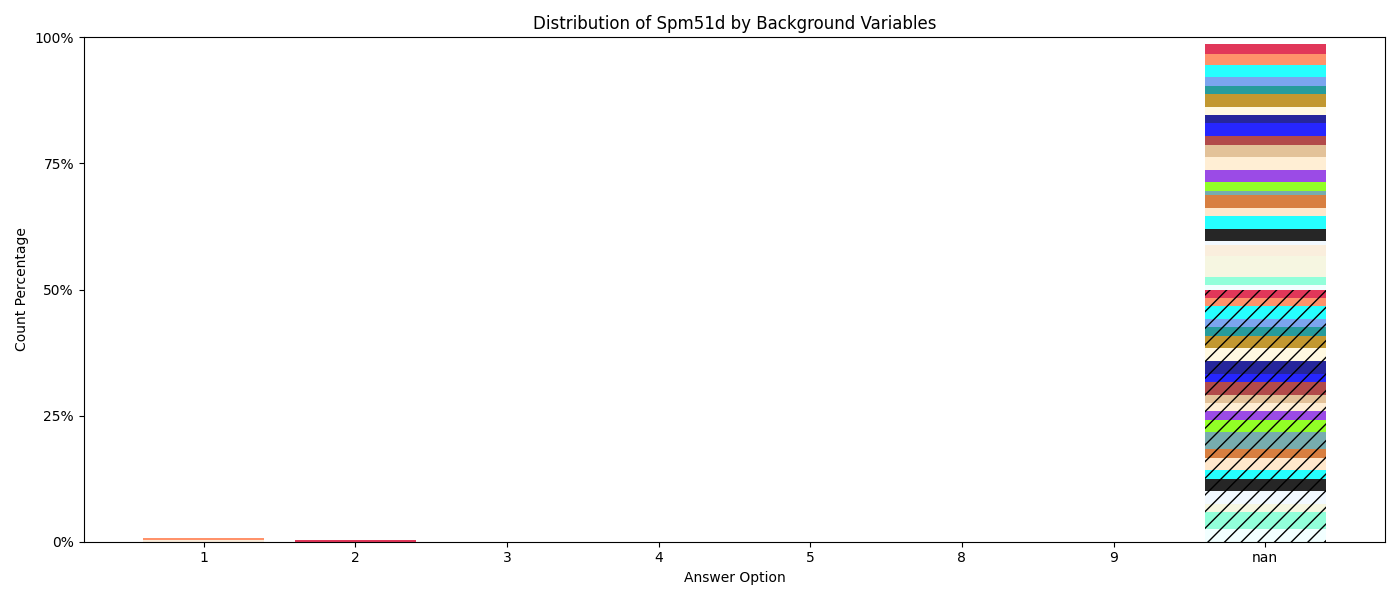 Distribution of Spm51d by Background Variables
100%
75%
50%
25%
0%
Count Percentage
1 2 3 4 5 8 9 nan
Answer Option